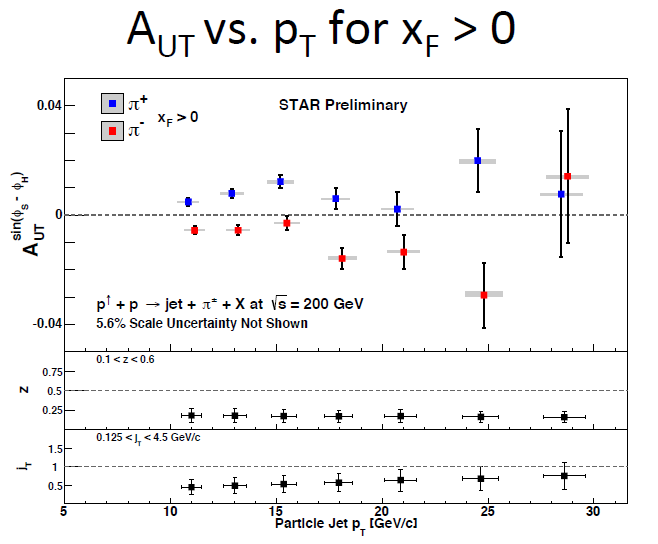 A_UT vs. p_T for x_F > 0
0.04
π⁺
x_F > 0
π⁻
STAR Preliminary
A_UT^sin(ϕ_S - ϕ_H)
0
p↑ + p → jet + π± + X at √s = 200 GeV
5.6% Scale Uncertainty Not Shown
-0.04
0.1 < z < 0.6
0.75
z
0.5
0.25
0.125 < j_T < 4.5 GeV/c
1.5
j_T
1
0.5
5 10 15 20 25 30
Particle Jet p_T [GeV/c]